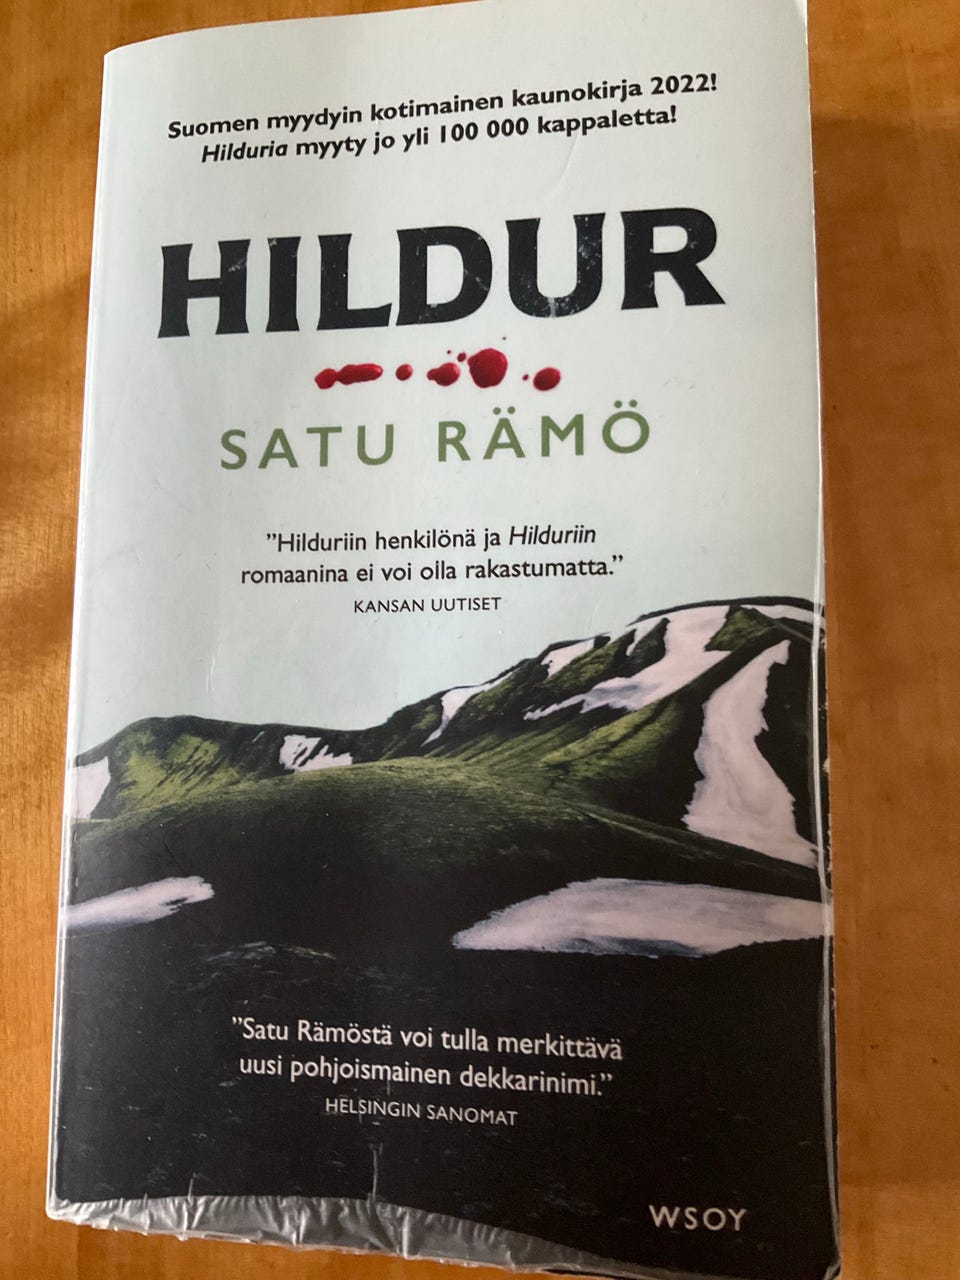 Suomen myydyin kotimainen kaunokirja 2022!
Hilduria myyty jo yli 100 000 kappaletta!
HILDUR
SATU RÄMÖ
”Hilduriin henkilönä ja Hilduriin
romaanina ei voi olla rakastumatta.”
KANSAN UUTISET
”Satu Rämöstä voi tulla merkittävä
uusi pohjoismainen dekkarinimi.”
HELSINGIN SANOMAT
WSOY